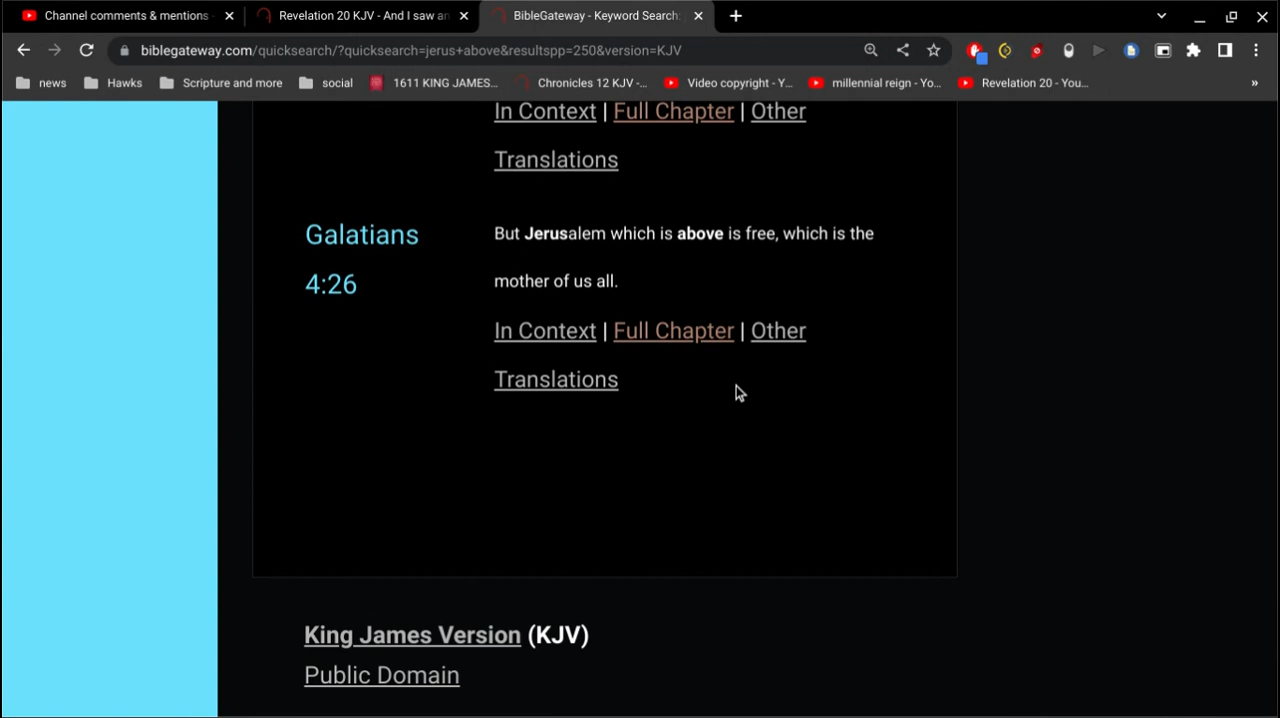 Channel comments & mentions
Revelation 20 KJV - And I saw an
BibleGateway - Keyword Search:
biblegateway.com/quicksearch/?quicksearch=jerus+above&resultspp=250&version=KJV
news
Hawks
Scripture and more
social
1611 KING JAMES...
Chronicles 12 KJV -...
Video copyright - Y...
millennial reign - Yo...
Revelation 20 - You...
»
In Context | Full Chapter | Other
Translations
Galatians
4:26
But Jerusalem which is above is free, which is the
mother of us all.
In Context | Full Chapter | Other
Translations
King James Version (KJV)
Public Domain